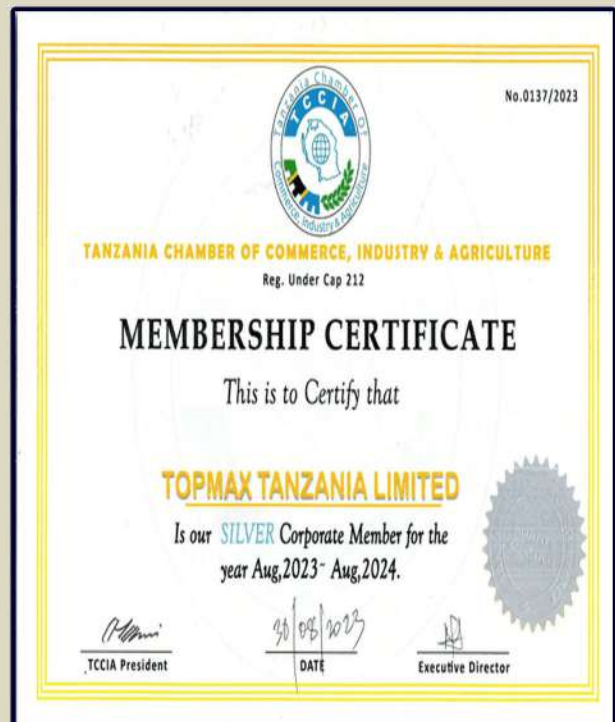 No.0137/2023
Tanzania Chamber Of
TCCIA
Commerce, Industry & Agriculture
TANZANIA CHAMBER OF COMMERCE, INDUSTRY & AGRICULTURE
Reg. Under Cap 212
MEMBERSHIP CERTIFICATE
This is to Certify that
TOPMAX TANZANIA LIMITED
Is our SILVER Corporate Member for the
year Aug,2023- Aug,2024.
30/08/2023
TCCIA President
DATE
Executive Director